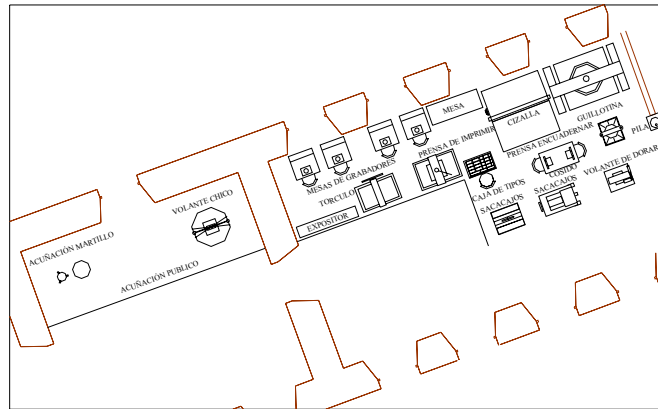 MESA
CIZALLA
GUILLOTINA
PILA
PRENSA ENCUADERNAR
PRENSA DE IMPRIMIR
MESAS DE GRABADORES
TORCULO
EXPOSITOR
CAJA DE TIPOS
SACACAJOS
COSIDO
SACACAJOS
VOLANTE DE DORAR
VOLANTE CHICO
ACUÑACIÓN MARTILLO
ACUÑACIÓN PUBLICO